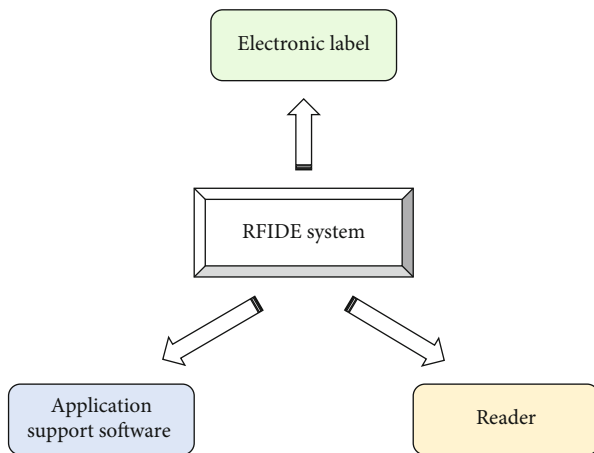 Electronic label
RFIDE system
Application
support software
Reader